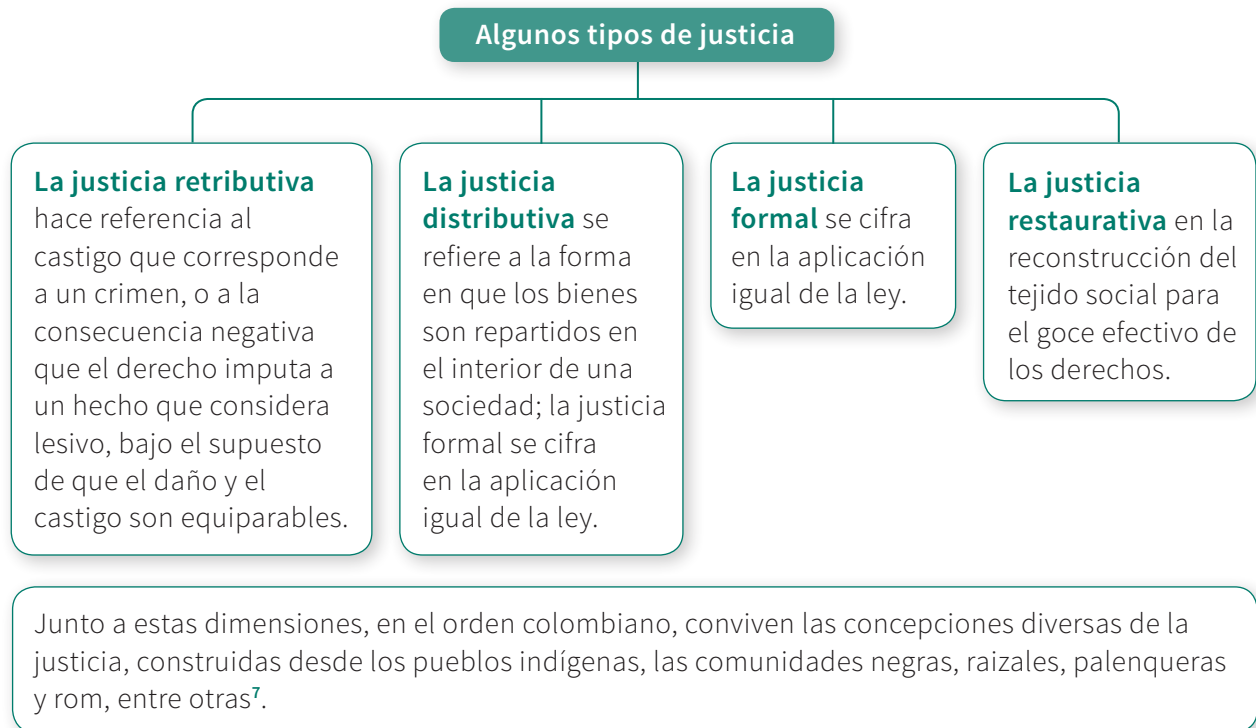 Algunos tipos de justicia
La justicia retributiva
hace referencia al
castigo que corresponde
a un crimen, o a la
consecuencia negativa
que el derecho imputa a
un hecho que considera
lesivo, bajo el supuesto
de que el daño y el
castigo son equiparables.
La justicia
distributiva se
refiere a la forma
en que los bienes
son repartidos en
el interior de una
sociedad; la justicia
formal se cifra
en la aplicación
igual de la ley.
La justicia
formal se cifra
en la aplicación
igual de la ley.
La justicia
restaurativa en la
reconstrucción del
tejido social para
el goce efectivo de
los derechos.
Junto a estas dimensiones, en el orden colombiano, conviven las concepciones diversas de la
justicia, construidas desde los pueblos indígenas, las comunidades negras, raizales, palenqueras
y rom, entre otras⁷.